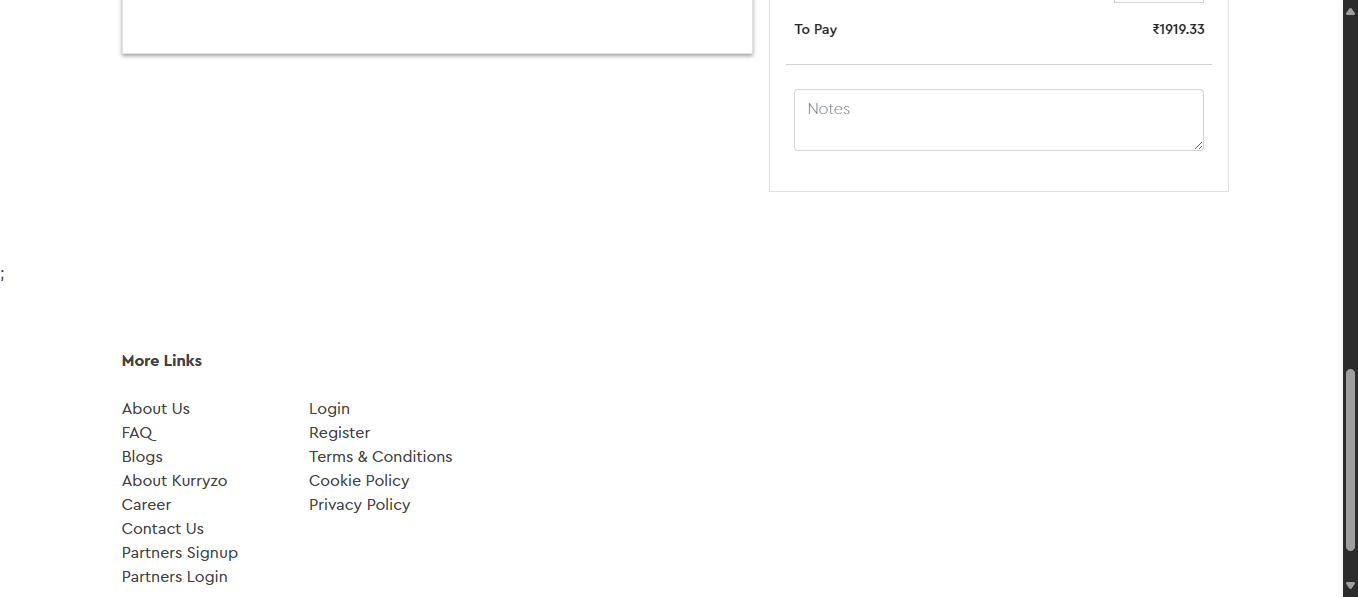 To Pay ₹1919.33
Notes
;
More Links
About Us
FAQ
Blogs
About Kurryzo
Career
Contact Us
Partners Signup
Partners Login
Login
Register
Terms & Conditions
Cookie Policy
Privacy Policy